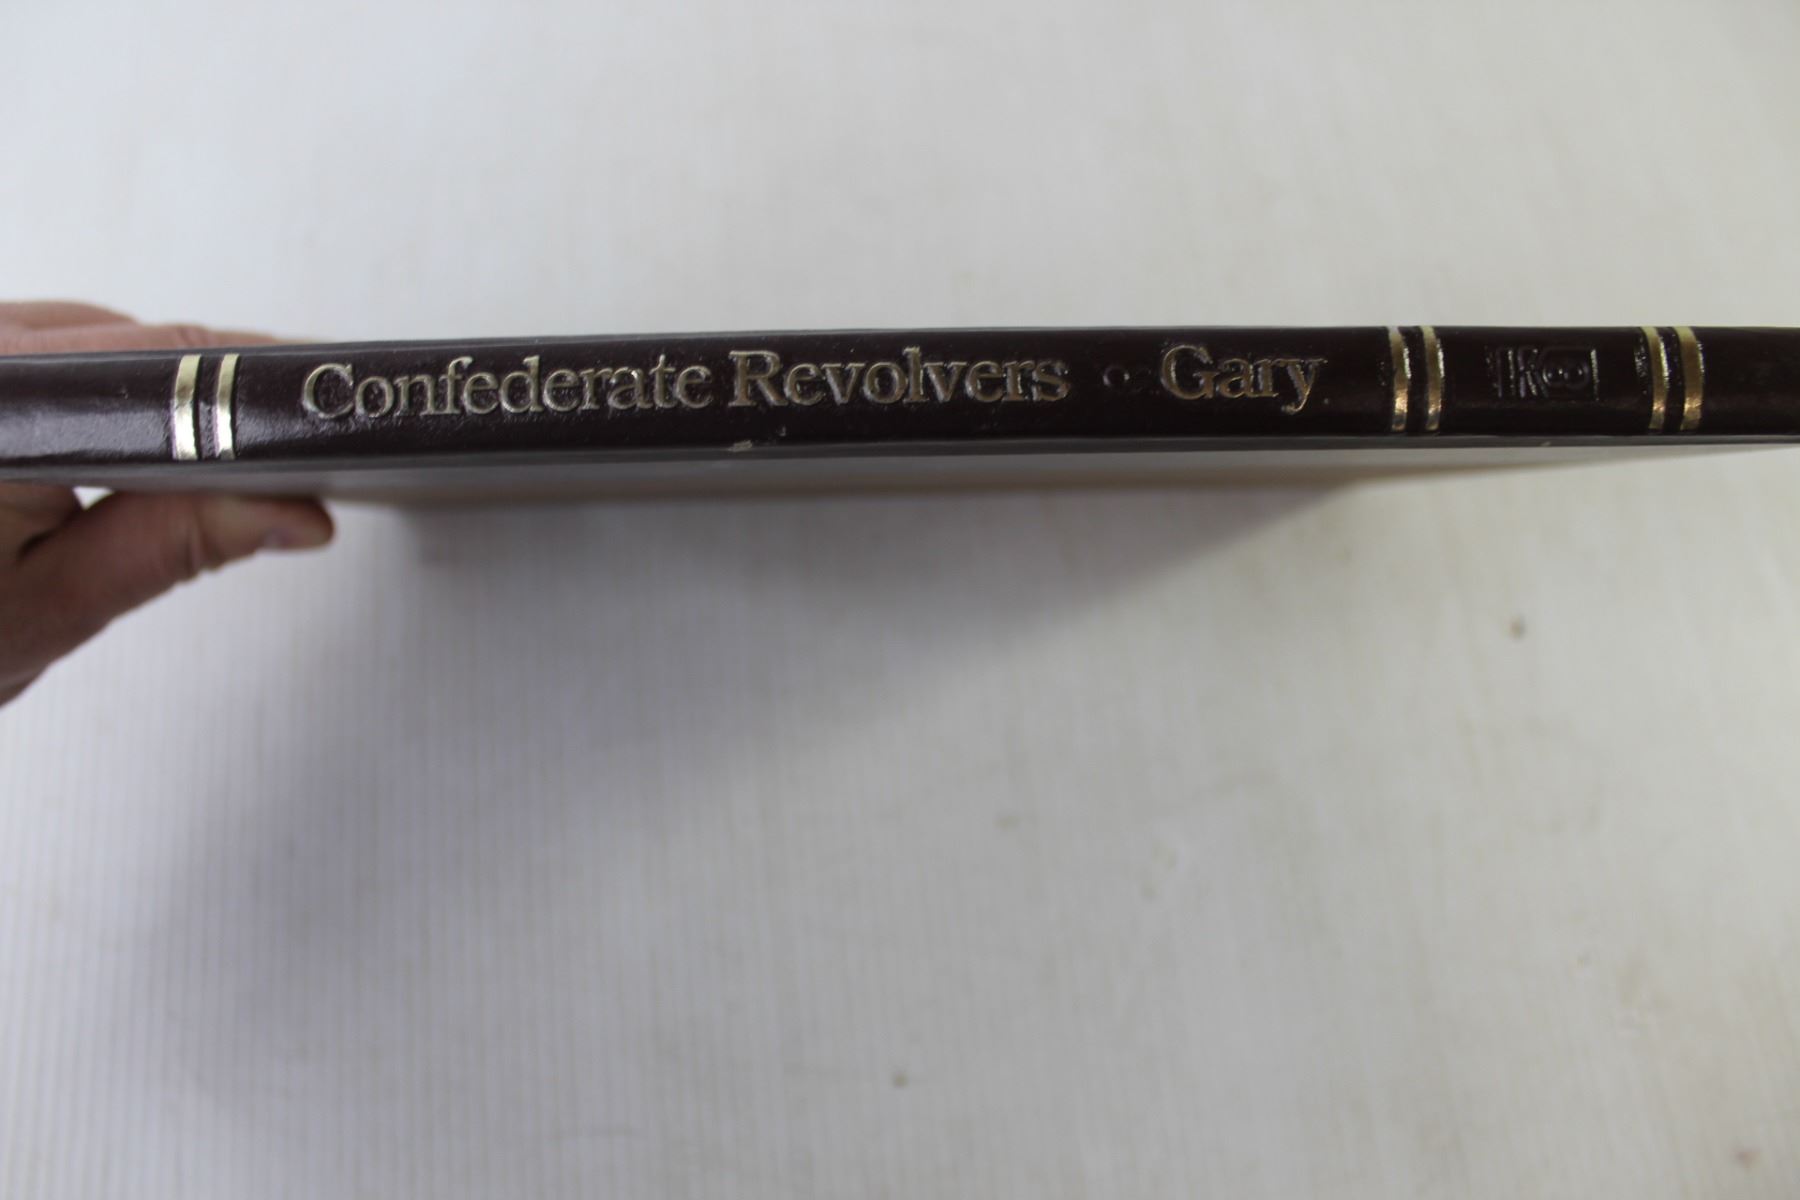 Confederate Revolvers • Gary